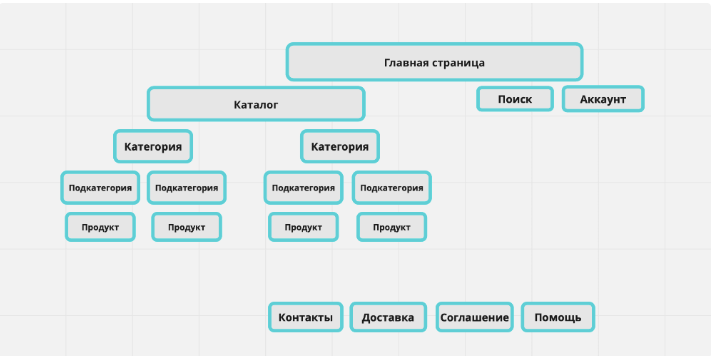 Главная страница
Каталог
Поиск
Аккаунт
Категория
Категория
Подкатегория
Подкатегория
Подкатегория
Подкатегория
Продукт
Продукт
Продукт
Продукт
Контакты
Доставка
Соглашение
Помощь